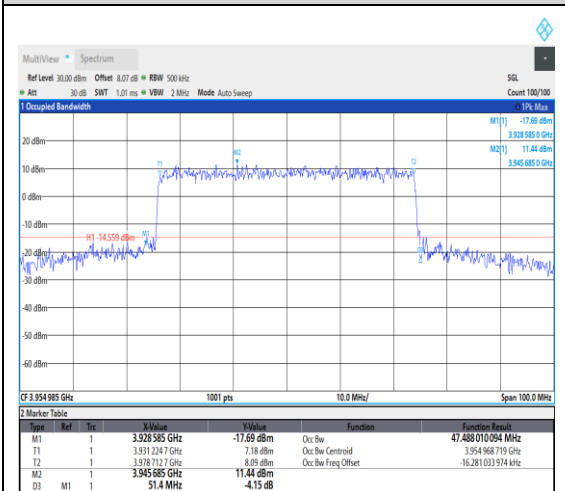 MultiView Spectrum
Ref Level 30.00 dBm Offset 8.07 dB RBW 500 kHz SGL
Att 30 dB SWT 1.01 ms VBW 2 MHz Mode Auto Sweep Count 100/100
1 Occupied Bandwidth 1Pk Max
M1[1] -17.69 dBm
3.928 585 0 GHz
M2[1] 11.44 dBm
3.945 685 0 GHz
20 dBm
10 dBm
0 dBm
-10 dBm
-20 dBm
-30 dBm
-40 dBm
-50 dBm
-60 dBm
T1
M2
T2
H1 -14.559 dBm
M1
CF 3.954 985 GHz 1001 pts 10.0 MHz/ Span 100.0 MHz
2 Marker Table
Type Ref Trc X-Value Y-Value Function Function Result
M1 1 3.928 585 GHz -17.69 dBm Occ Bw 47.488 010 094 MHz
T1 1 3.931 224 7 GHz 7.18 dBm Occ Bw Centroid 3.954 968 719 GHz
T2 1 3.978 712 7 GHz 8.09 dBm Occ Bw Freq Offset -16.281 033 974 kHz
M2 1 3.945 685 GHz 11.44 dBm
D3 M1 1 51.4 MHz -4.15 dB